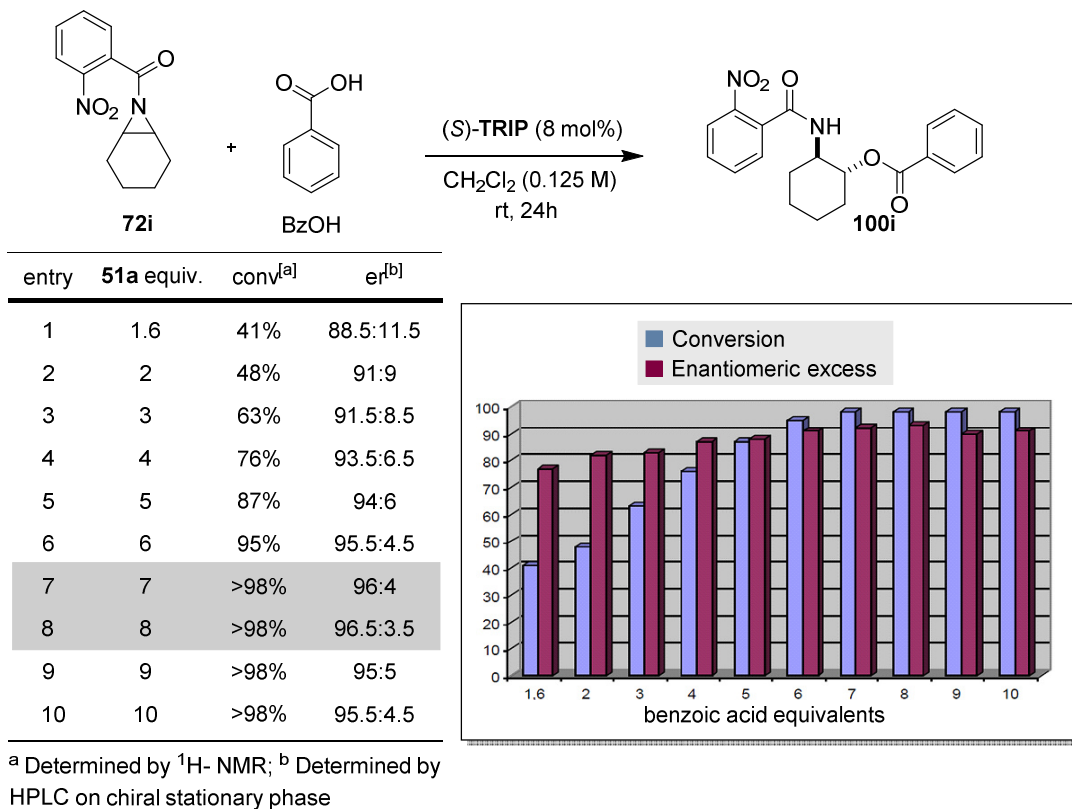 O
NO2
N
72i
+
O
OH
BzOH
(S)-TRIP (8 mol%)
CH2Cl2 (0.125 M)
rt, 24h
NO2
O
NH
O
O
100i
entry 51a equiv. conv[a] er[b]
1 1.6 41% 88.5:11.5
2 2 48% 91:9
3 3 63% 91.5:8.5
4 4 76% 93.5:6.5
5 5 87% 94:6
6 6 95% 95.5:4.5
7 7 >98% 96:4
8 8 >98% 96.5:3.5
9 9 >98% 95:5
10 10 >98% 95.5:4.5
a Determined by 1H- NMR; b Determined by
HPLC on chiral stationary phase
Conversion
Enantiomeric excess
100
90
80
70
60
50
40
30
20
10
0
1,6 2 3 4 5 6 7 8 9 10
benzoic acid equivalents